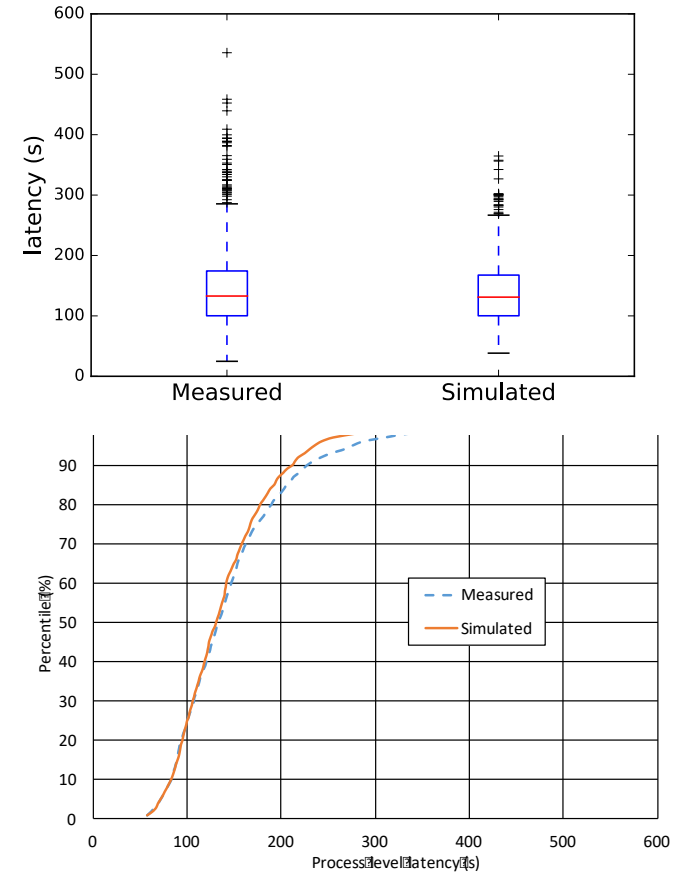 600
500
400
300
200
100
0
latency (s)
Measured
Simulated
90
80
70
60
50
40
30
20
10
0
Percentile (%)
Measured
Simulated
0 100 200 300 400 500 600
Process level latency (s)